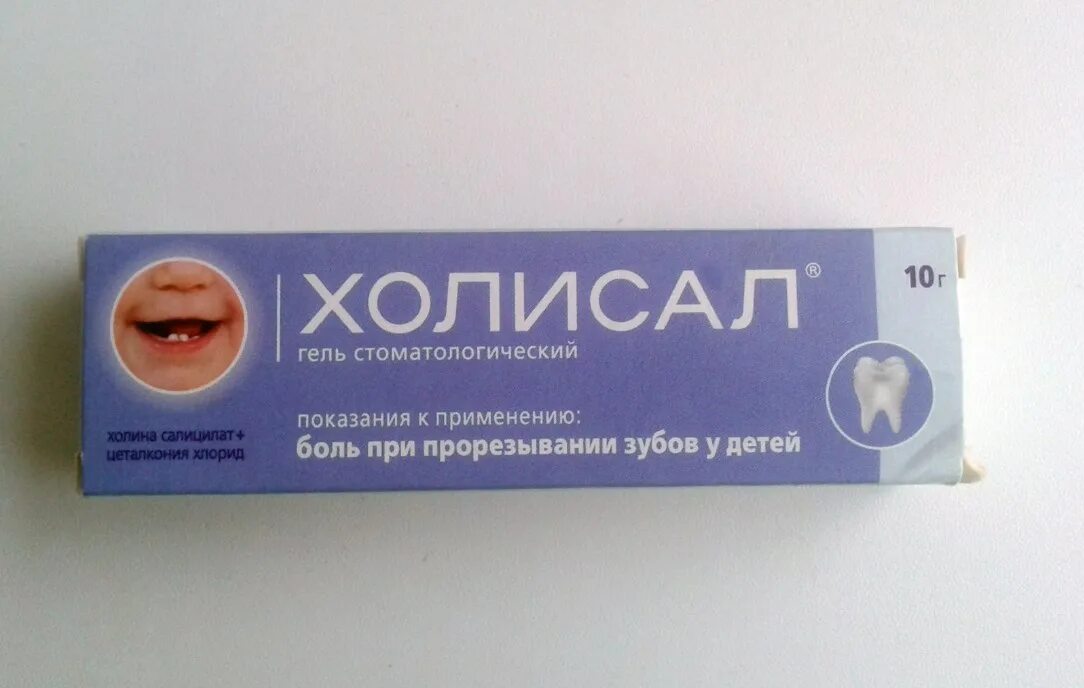 ХОЛИСАЛ®
гель стоматологический
10г
показания к применению:
боль при прорезывании зубов у детей
холина салицилат+
цеталкония хлорид